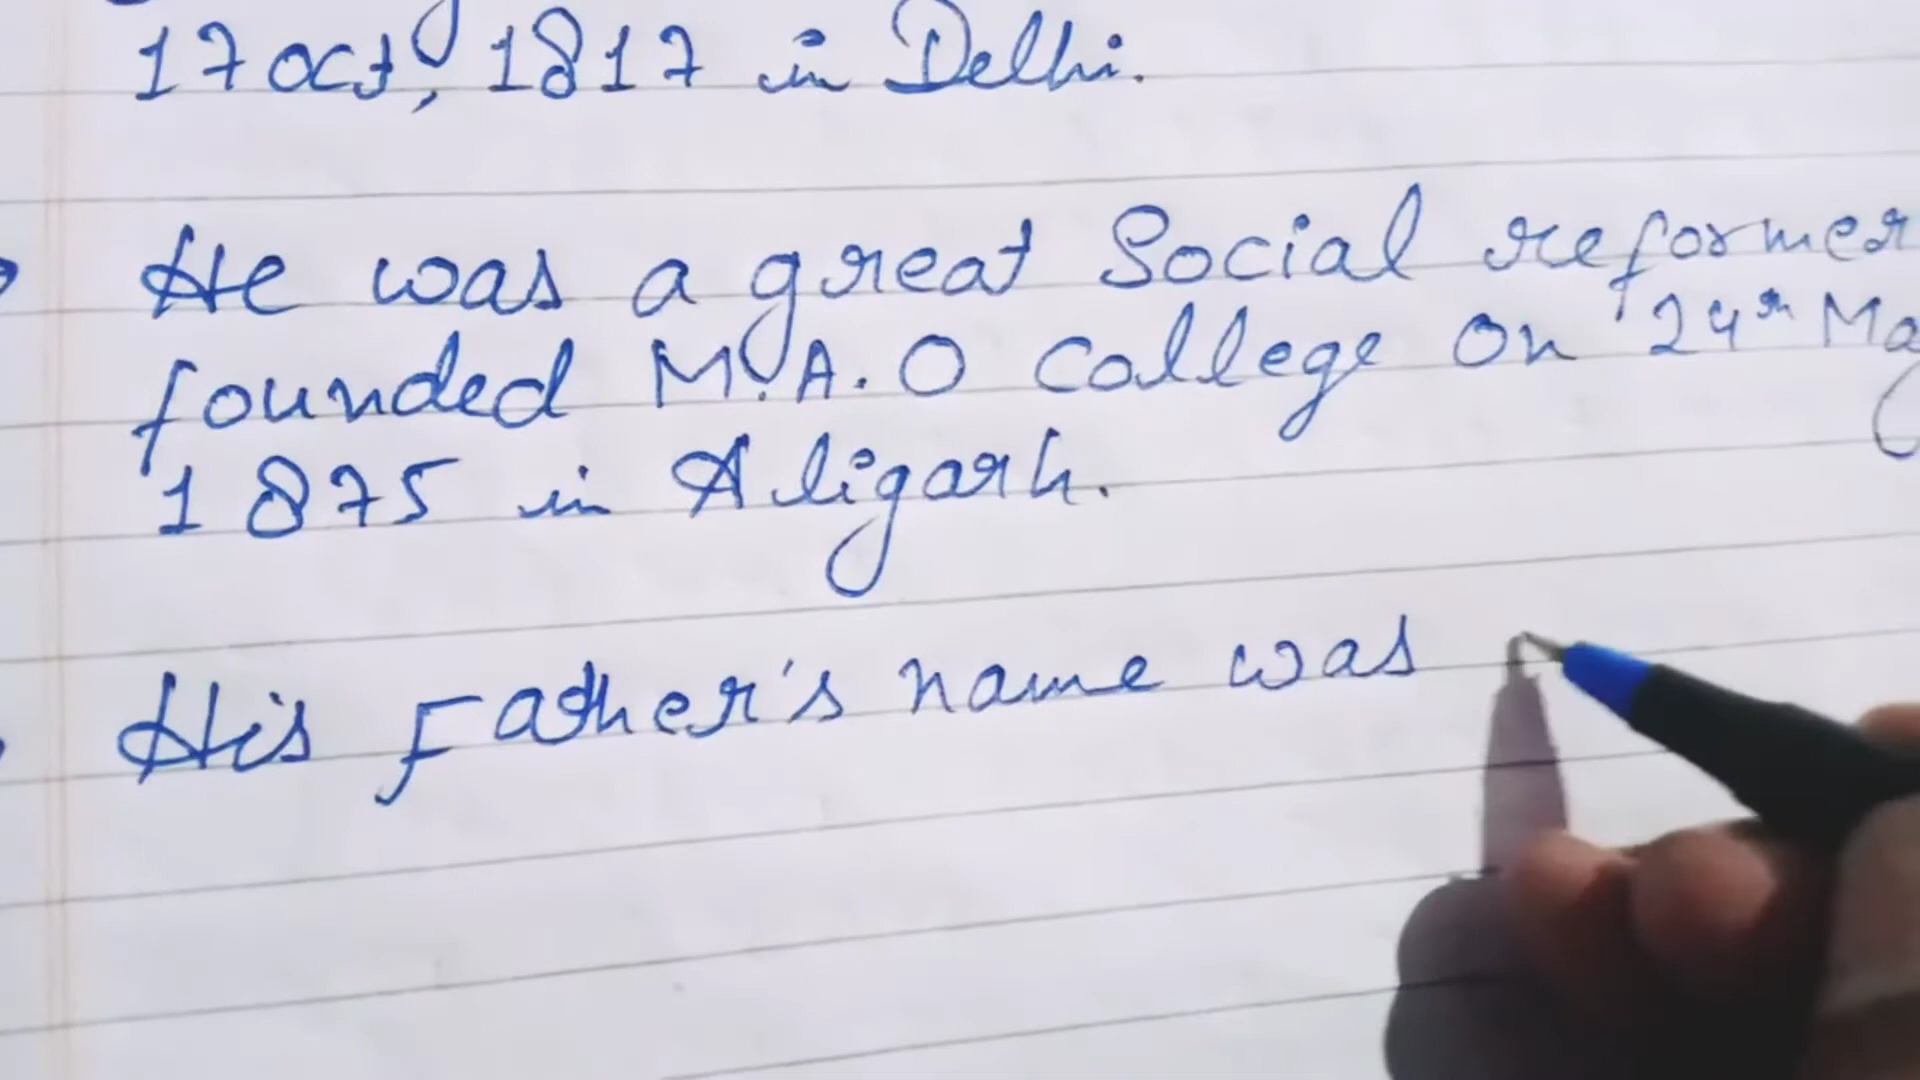 17 oct, 1817 in Delhi.
He was a great Social reformer
founded M.A.O college on 24th May
1875 in Aligarh.
His Father's name was